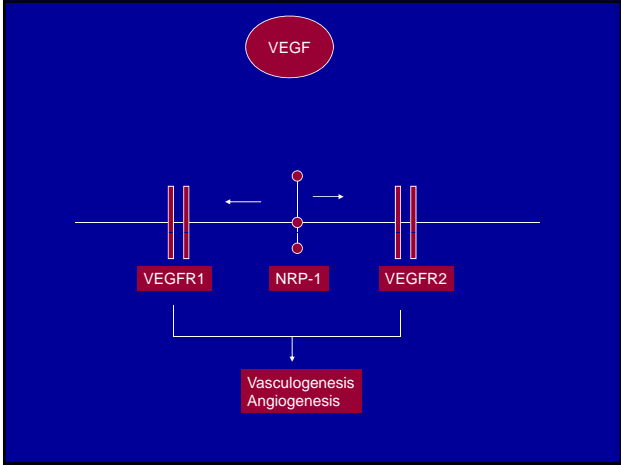 VEGF
VEGFR1
NRP-1
VEGFR2
Vasculogenesis
Angiogenesis